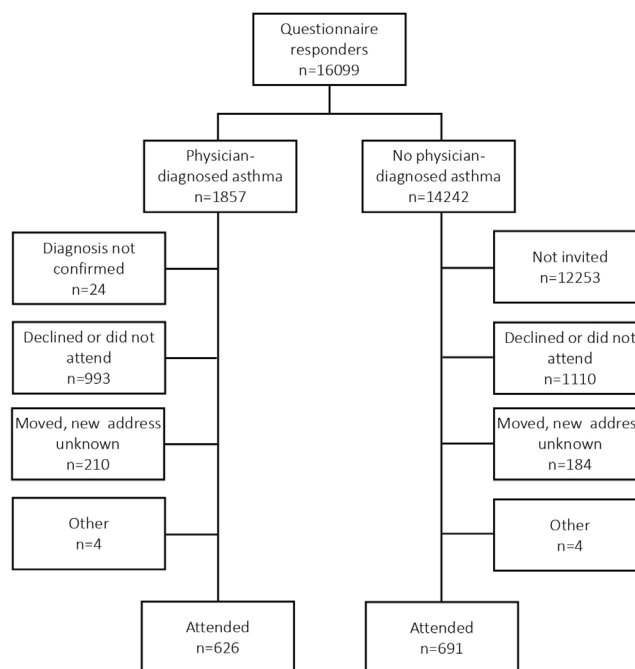 Questionnaire
responders
n=16099
Physician-
diagnosed asthma
n=1857
No physician-
diagnosed asthma
n=14242
Diagnosis not
confirmed
n=24
Not invited
n=12253
Declined or did not
attend
n=993
Declined or did not
attend
n=1110
Moved, new address
unknown
n=210
Moved, new address
unknown
n=184
Other
n=4
Other
n=4
Attended
n=626
Attended
n=691